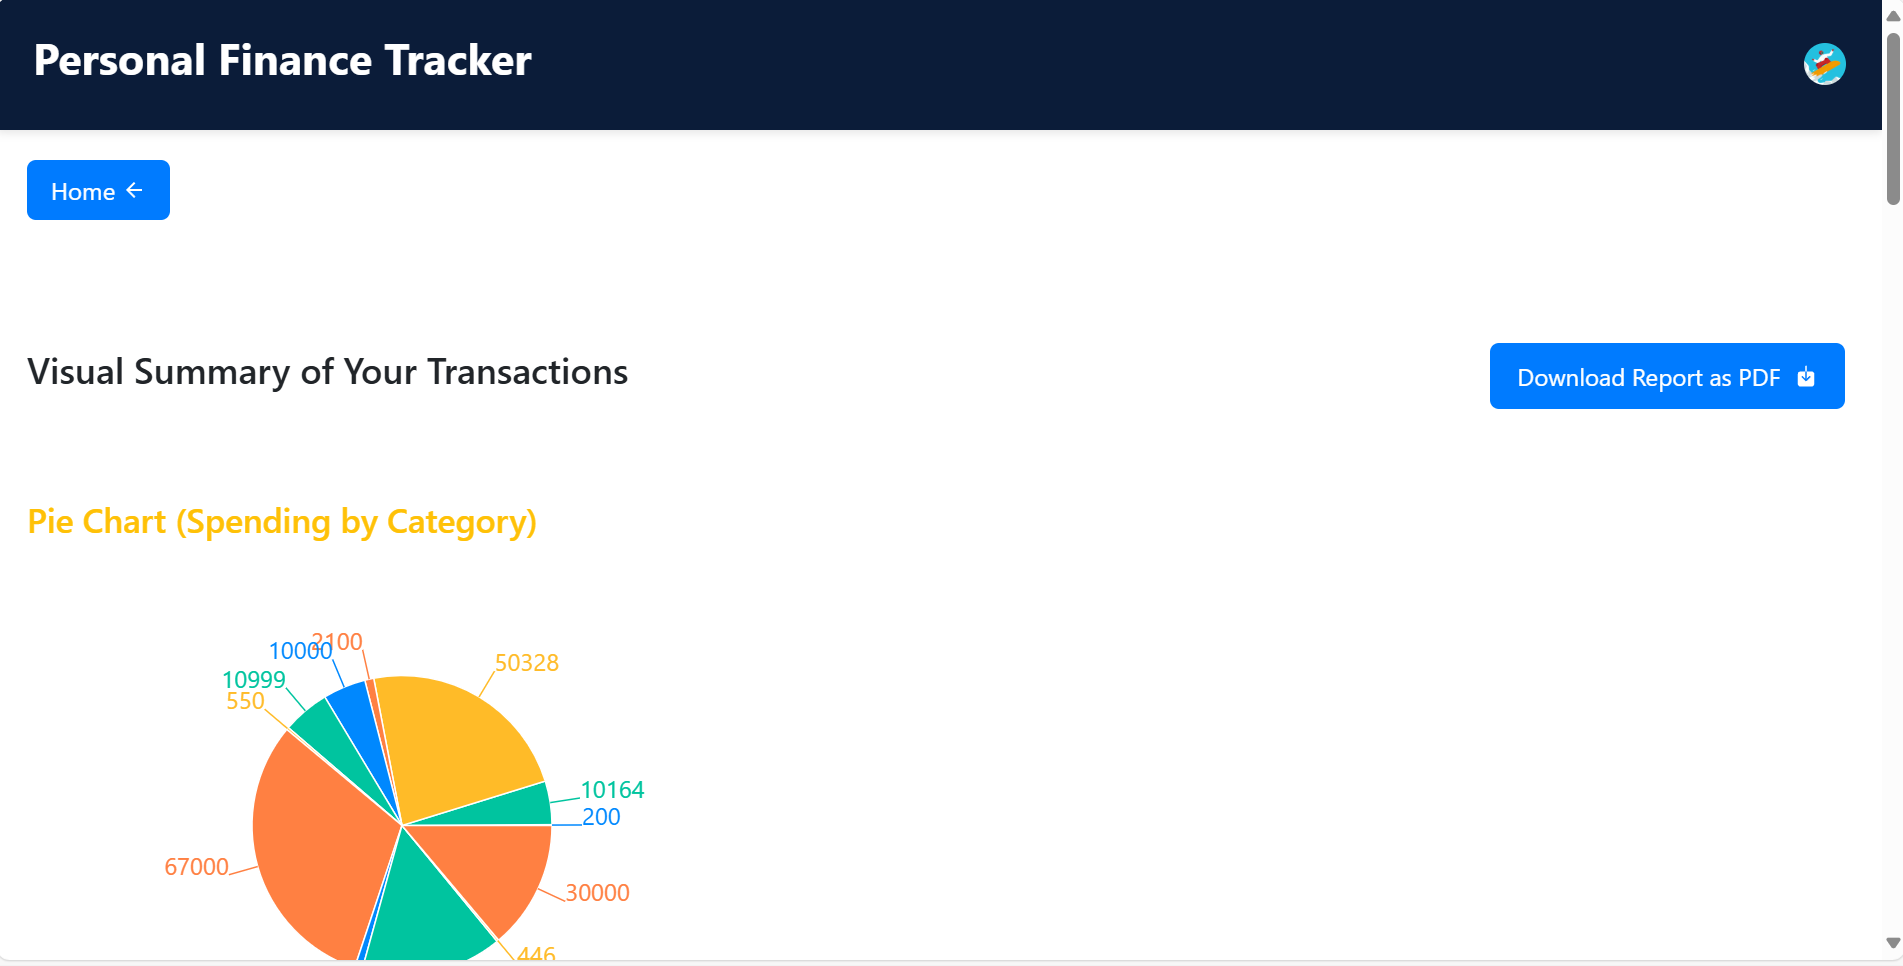 Personal Finance Tracker
Home
Visual Summary of Your Transactions
Download Report as PDF
Pie Chart (Spending by Category)
2100
10000
50328
10999
550
10164
200
67000
30000
446